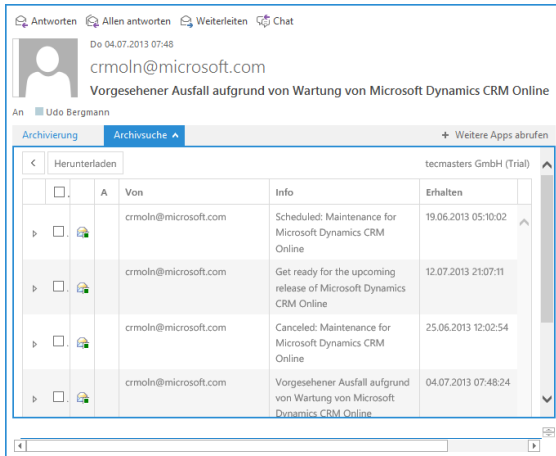 Antworten Allen antworten Weiterleiten Chat
Do 04.07.2013 07:48
crmoln@microsoft.com
Vorgesehener Ausfall aufgrund von Wartung von Microsoft Dynamics CRM Online
An Udo Bergmann
Archivierung Archivsuche + Weitere Apps abrufen
< Herunterladen tecmasters GmbH (Trial)
A Von Info Erhalten
crmoln@microsoft.com Scheduled: Maintenance for 19.06.2013 05:10:02
Microsoft Dynamics CRM
Online
crmoln@microsoft.com Get ready for the upcoming 12.07.2013 21:07:11
release of Microsoft Dynamics
CRM Online
crmoln@microsoft.com Canceled: Maintenance for 25.06.2013 12:02:54
Microsoft Dynamics CRM
Online
crmoln@microsoft.com Vorgesehener Ausfall aufgrund 04.07.2013 07:48:24
von Wartung von Microsoft
Dynamics CRM Online